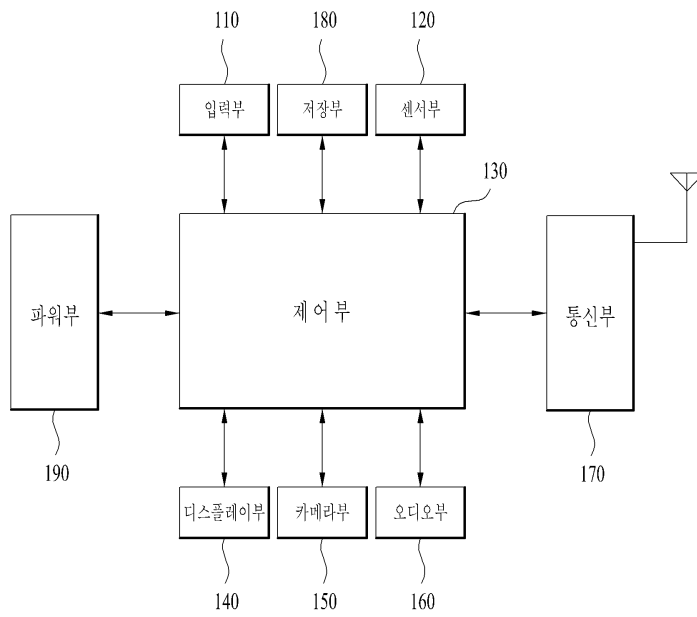 110
180
120
입력부
저장부
센서부
130
파워부
제어부
통신부
190
170
디스플레이부
카메라부
오디오부
140
150
160